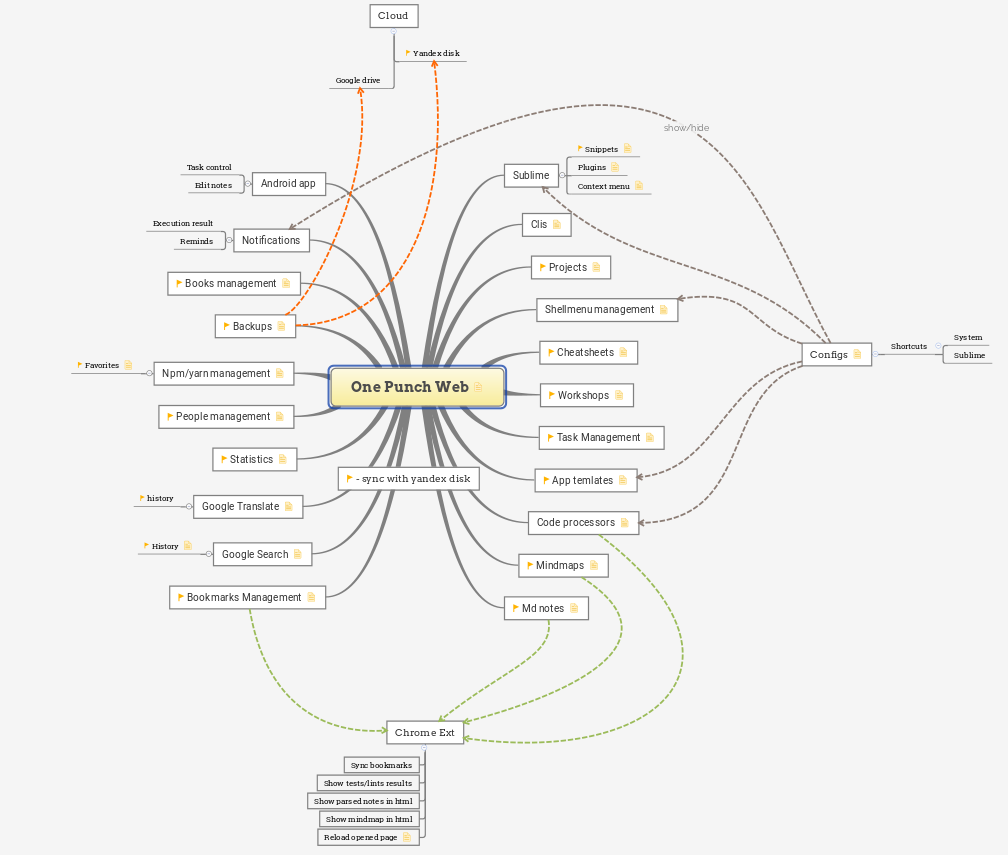 Cloud
Yandex disk
Google drive
show/hide
Snippets
Task control
Sublime
Plugins
Android app
Edit notes
Context menu
Execution result
Clis
Notifications
Reminds
Projects
Books management
Shellmenu management
Backups
System
Shortcuts
Configs
Cheatsheets
Sublime
Favorites
Npm/yarn management
One Punch Web
Workshops
People management
Task Management
Statistics
- sync with yandex disk
App temlates
history
Google Translate
Code processors
History
Google Search
Mindmaps
Bookmarks Management
Md notes
Chrome Ext
Sync bookmarks
Show tests/lints results
Show parsed notes in html
Show mindmap in html
Reload opened page